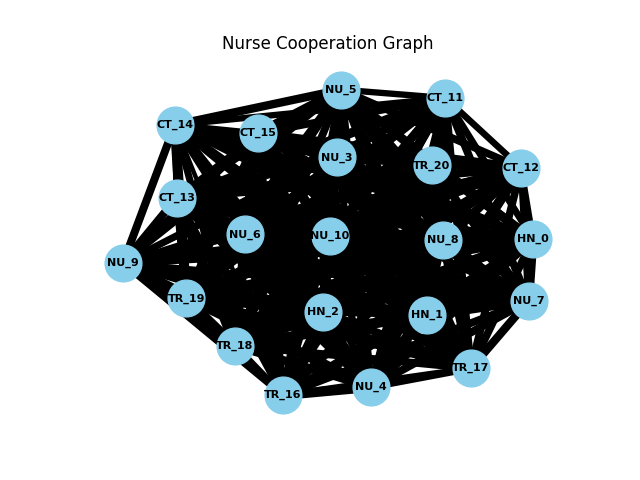 Nurse Cooperation Graph
NU_5
CT_11
CT_14
CT_15
NU_3
TR_20
CT_12
CT_13
NU_6
NU_10
NU_8
HN_0
NU_9
TR_19
NU_7
HN_2
HN_1
TR_18
TR_17
NU_4
TR_16